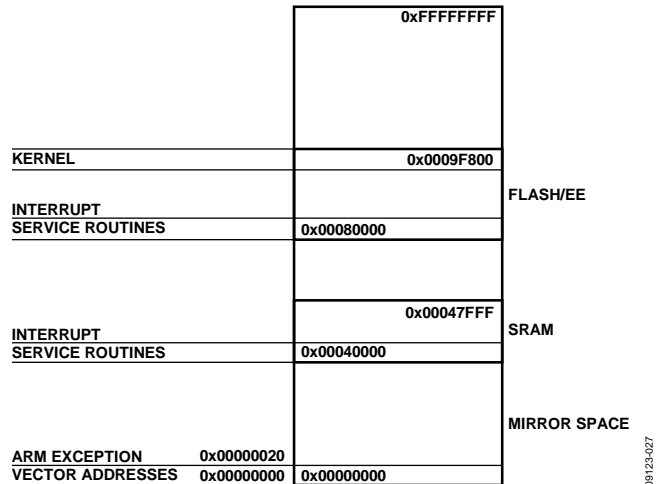 0xFFFFFFFF
KERNEL 0x0009F800
FLASH/EE
INTERRUPT
SERVICE ROUTINES 0x00080000
0x00047FFF
SRAM
INTERRUPT
SERVICE ROUTINES 0x00040000
MIRROR SPACE
ARM EXCEPTION 0x00000020
VECTOR ADDRESSES 0x00000000 0x00000000
09123-027